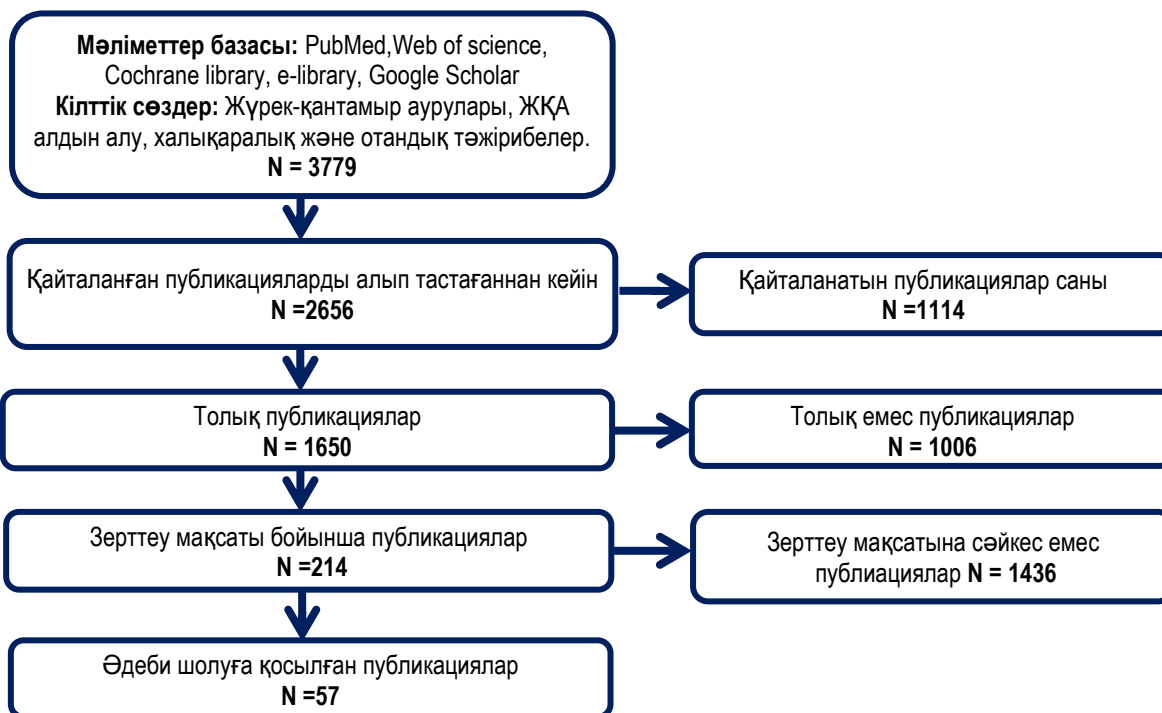 Мәліметтер базасы: PubMed,Web of science,
Cochrane library, e-library, Google Scholar
Кілттік сөздер: Жүрек-қантамыр аурулары, ЖҚА
алдын алу, халықаралық және отандық тәжірибелер.
N = 3779
Қайталанған публикацияларды алып тастағаннан кейін
N =2656
Қайталанатын публикациялар саны
N =1114
Толық публикациялар
N = 1650
Толық емес публикациялар
N = 1006
Зерттеу мақсаты бойынша публикациялар
N =214
Зерттеу мақсатына сәйкес емес
публиациялар N = 1436
Әдеби шолуға қосылған публикациялар
N =57